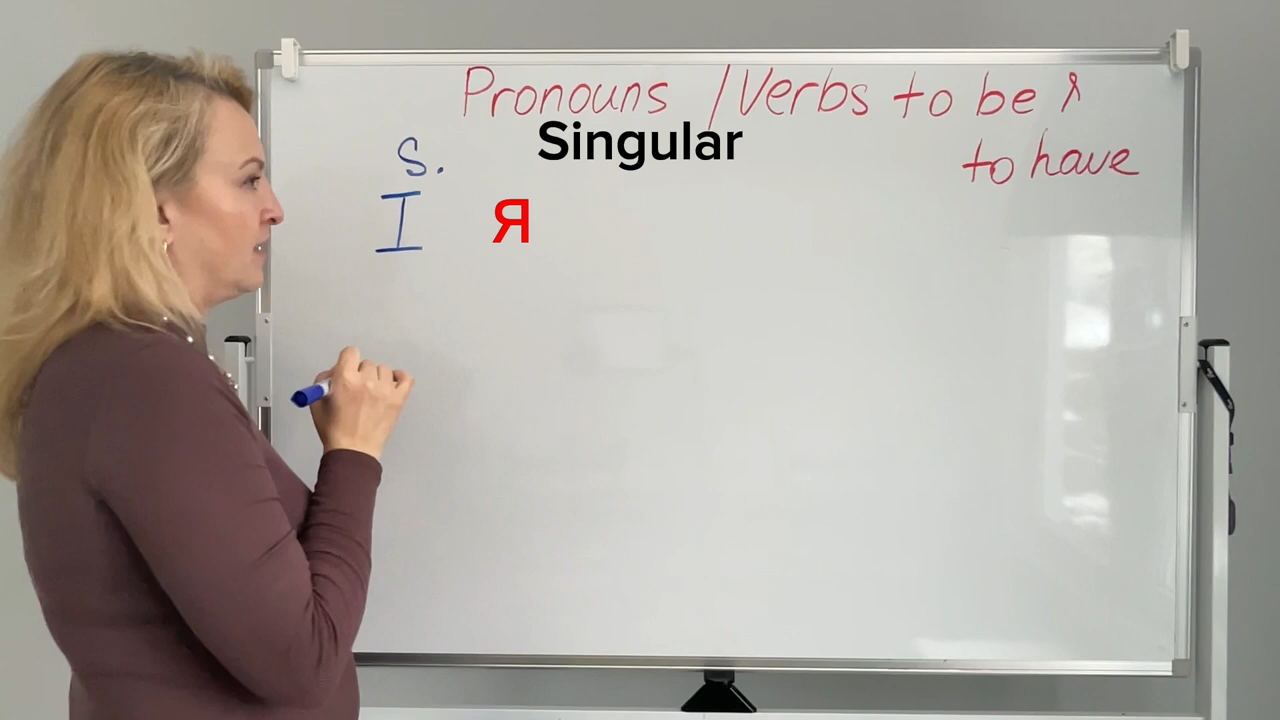 Pronouns / Verbs to be &
to have
Singular
S.
I Я